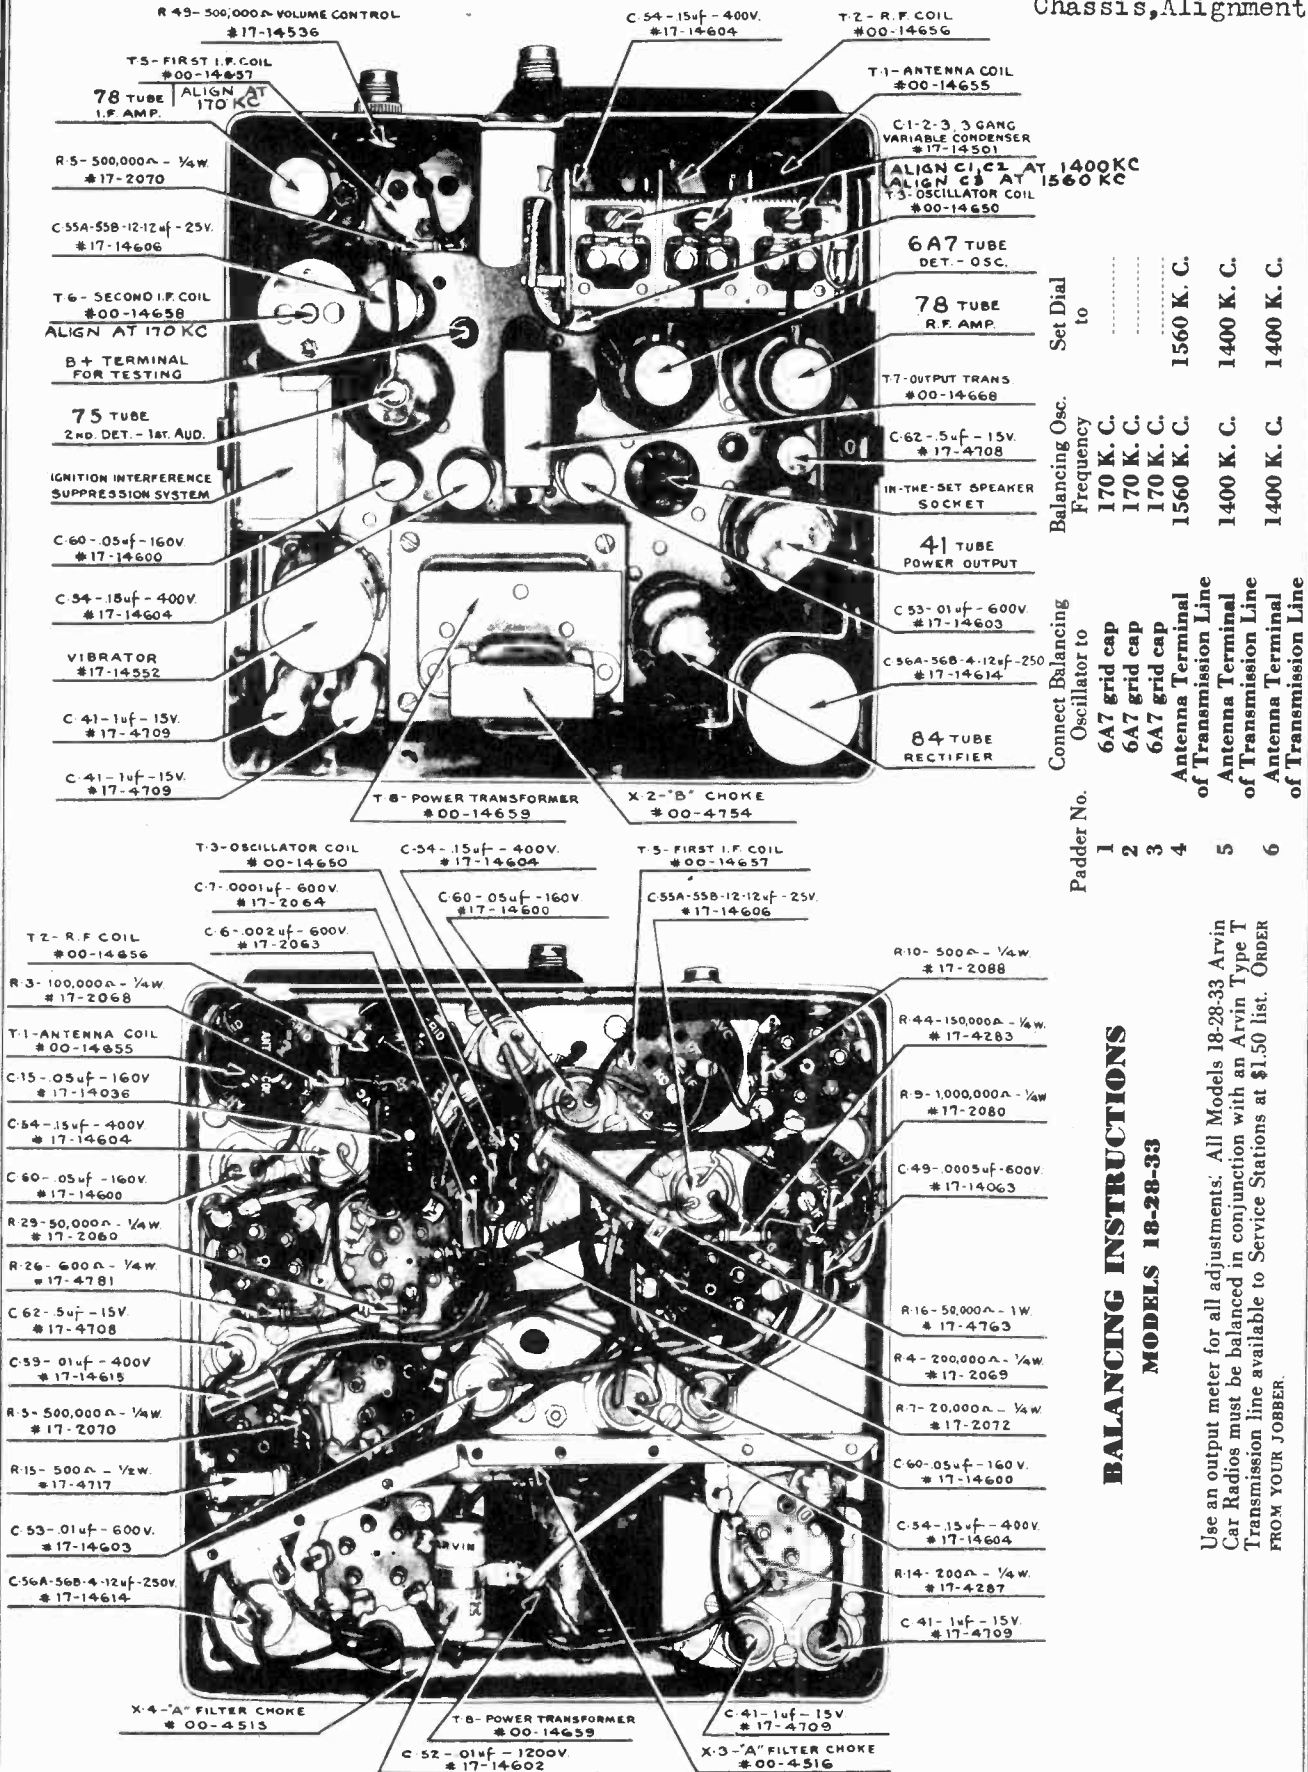 Chassis,Alignment
R·49-500,000Ω VOLUME CONTROL
#17-14536
C·54-.15uf-400V.
#17-14604
T·2-R.F. COIL
#00-14656
T·5-FIRST I.F. COIL
#00-14657
ALIGN AT
170 KC
T·1-ANTENNA COIL
#00-14655
78 TUBE
I.F. AMP.
C·1-2-3, 3 GANG
VARIABLE CONDENSER
#17-14501
ALIGN C1,C2 AT 1400KC
ALIGN C3 AT 1560 KC
R·5-500,000Ω-¼W.
#17-2070
T·3-OSCILLATOR COIL
#00-14650
C·55A-55B-12-12uf-25V.
#17-14606
6A7 TUBE
DET.-OSC.
T·6-SECOND I.F. COIL
#00-14658
ALIGN AT 170 KC
78 TUBE
R.F. AMP.
B+ TERMINAL
FOR TESTING
T·7-OUTPUT TRANS.
#00-14668
75 TUBE
2ND. DET.-1ST. AUD.
C·62-.5uf-15V.
#17-4708
IGNITION INTERFERENCE
SUPPRESSION SYSTEM
IN-THE-SET SPEAKER
SOCKET
C·60-.05uf-160V.
#17-14600
41 TUBE
POWER OUTPUT
C·54-.15uf-400V.
#17-14604
C·53-.01uf-600V.
#17-14603
VIBRATOR
#17-14552
C·56A-56B-4-12uf-250
#17-14614
C·41-1uf-15V.
#17-4709
84 TUBE
RECTIFIER
C·41-1uf-15V.
#17-4709
T·8-POWER TRANSFORMER
#00-14659
X·2-"B" CHOKE
#00-4754
T·3-OSCILLATOR COIL
#00-14650
C·54-.15uf-400V.
#17-14604
T·5-FIRST I.F. COIL
#00-14657
C·7-.0001uf-600V.
#17-2064
C·60-.05uf-160V.
#17-14600
C·55A-55B-12-12uf-25V.
#17-14606
C·6-.002uf-600V.
#17-2063
T·2-R.F COIL
#00-14656
R·10-500Ω-¼W.
#17-2088
R·3-100,000Ω-¼W.
#17-2068
R·44-150,000Ω-¼W.
#17-4283
T·1-ANTENNA COIL
#00-14655
R·9-1,000,000Ω-¼W
#17-2080
C·15-.05uf-160V
#17-14036
C·54-.15uf-400V.
#17-14604
C·49-.0005uf-600V.
#17-14063
C·60-.05uf-160V.
#17-14600
R·29-50,000Ω-¼W.
#17-2060
R·26-600Ω-¼W.
#17-4781
R·16-50,000Ω-1W.
#17-4763
C·62-.5uf-15V.
#17-4708
R·4-200,000Ω-¼W.
#17-2069
C·59-.01uf-400V
#17-14615
R·7-20,000Ω-¼W.
#17-2072
R·5-500,000Ω-¼W.
#17-2070
C·60-.05uf-160V.
#17-14600
R·15-500Ω-½W.
#17-4717
C·54-.15uf-400V.
#17-14604
C·53-.01uf-600V.
#17-14603
R·14-200Ω-¼W.
#17-4287
C·56A-56B-4-12uf-250V.
#17-14614
ARVIN
C·41-1uf-15V.
#17-4709
X·4-"A" FILTER CHOKE
#00-4515
T·8-POWER TRANSFORMER
#00-14659
C·41-1uf-15V.
#17-4709
C·52-.01uf-1200V.
#17-14602
X·3-"A" FILTER CHOKE
#00-4516
BALANCING INSTRUCTIONS
MODELS 18-28-33
Use an output meter for all adjustments. All Models 18-28-33 Arvin
Car Radios must be balanced in conjunction with an Arvin Type T
Transmission line available to Service Stations at $1.50 list. ORDER
FROM YOUR JOBBER.
Padder No. Connect Balancing Oscillator to Balancing Osc. Frequency Set Dial to
1 6A7 grid cap 170 K. C. ............
2 6A7 grid cap 170 K. C. ............
3 6A7 grid cap 170 K. C. ............
4 Antenna Terminal of Transmission Line 1560 K. C. 1560 K. C.
5 Antenna Terminal of Transmission Line 1400 K. C. 1400 K. C.
6 Antenna Terminal of Transmission Line 1400 K. C. 1400 K. C.